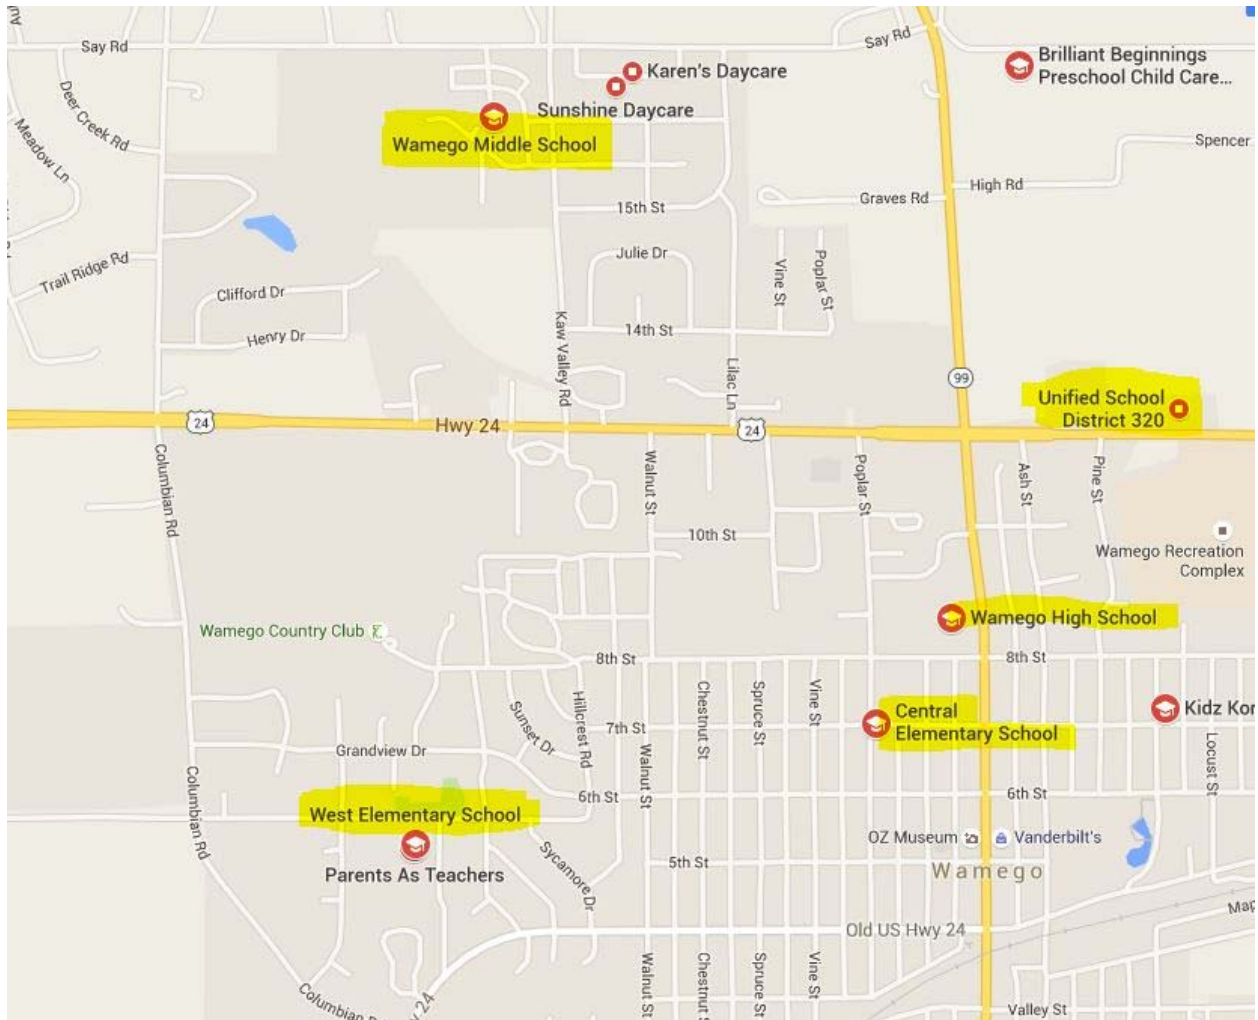 Say Rd
Say Rd
Karen's Daycare
Sunshine Daycare
Brilliant Beginnings
Preschool Child Care...
Deer Creek Rd
Meadow Ln
Wamego Middle School
Spencer
High Rd
Graves Rd
15th St
Julie Dr
Vine St
Poplar St
Trail Ridge Rd
Clifford Dr
Henry Dr
Kaw Valley Rd
14th St
Lilac Ln
99
Unified School
District 320
24
Hwy 24
24
Columbian Rd
Walnut St
Poplar St
Ash St
Pine St
10th St
Wamego Recreation
Complex
Wamego High School
Wamego Country Club
8th St
8th St
Chestnut St
Spruce St
Vine St
Hillcrest Rd
Sunset Dr
7th St
Central
Elementary School
Kidz Kor
Locust St
Grandview Dr
Walnut St
Columbian Rd
6th St
6th St
West Elementary School
OZ Museum
Vanderbilt's
Sycamore Dr
5th St
Wamego
Parents As Teachers
Map
Old US Hwy 24
Walnut St
Chestnut St
Spruce St
Vine St
Columbian
24
Valley St